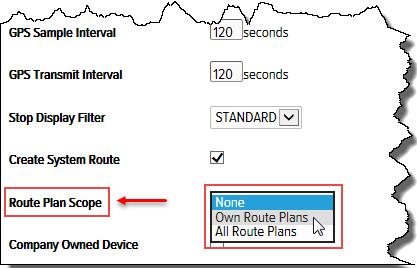 GPS Sample Interval 120 seconds
GPS Transmit Interval 120 seconds
Stop Display Filter STANDARD
Create System Route
Route Plan Scope None
Own Route Plans
All Route Plans
Company Owned Device